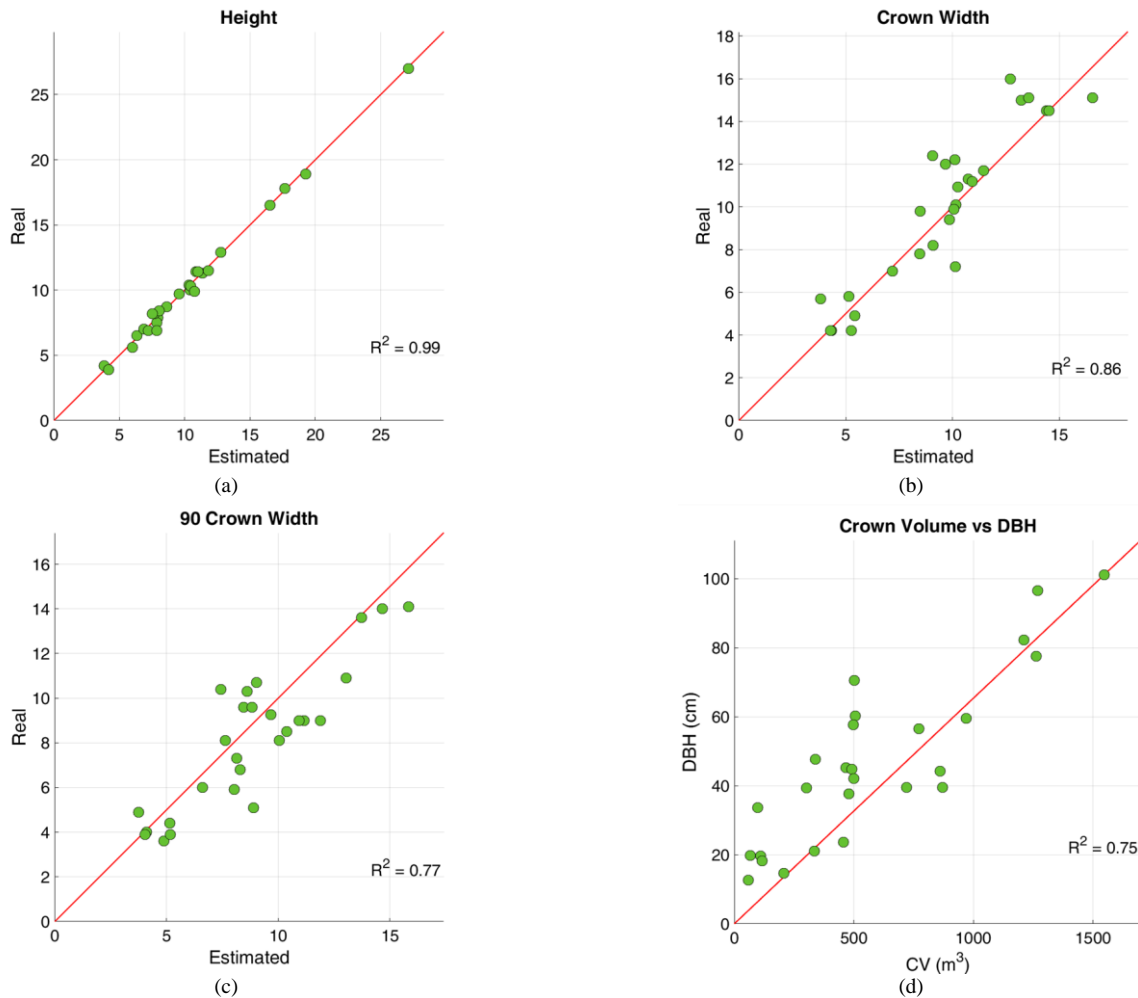 Height
25
20
15
10
5
0
Real
0 5 10 15 20 25
Estimated
R² = 0.99
(a)
Crown Width
18
16
14
12
10
8
6
4
2
0
Real
0 5 10 15
Estimated
R² = 0.86
(b)
90 Crown Width
16
14
12
10
8
6
4
2
0
Real
0 5 10 15
Estimated
R² = 0.77
(c)
Crown Volume vs DBH
100
80
60
40
20
0
DBH (cm)
0 500 1000 1500
CV (m³)
R² = 0.75
(d)